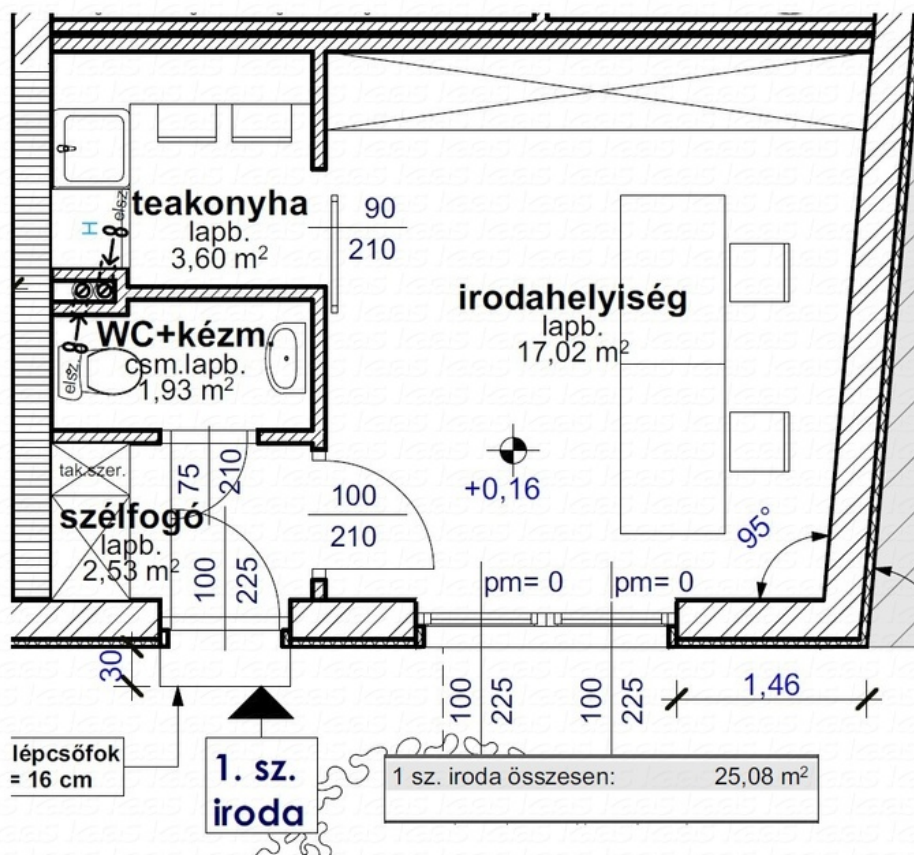 teakonyha
lapb.
3,60 m²
90
210
irodahelyiség
lapb.
17,02 m²
H
elsz.
WC+kézm.
csm.lapb.
1,93 m²
elsz.
tak.szer.
75
210
szélfogó
lapb.
2,53 m²
100
225
100
210
+0,16
95°
pm= 0
pm= 0
30
100
225
100
225
1,46
lépcsőfok
= 16 cm
1. sz.
iroda
1 sz. iroda összesen: 25,08 m²